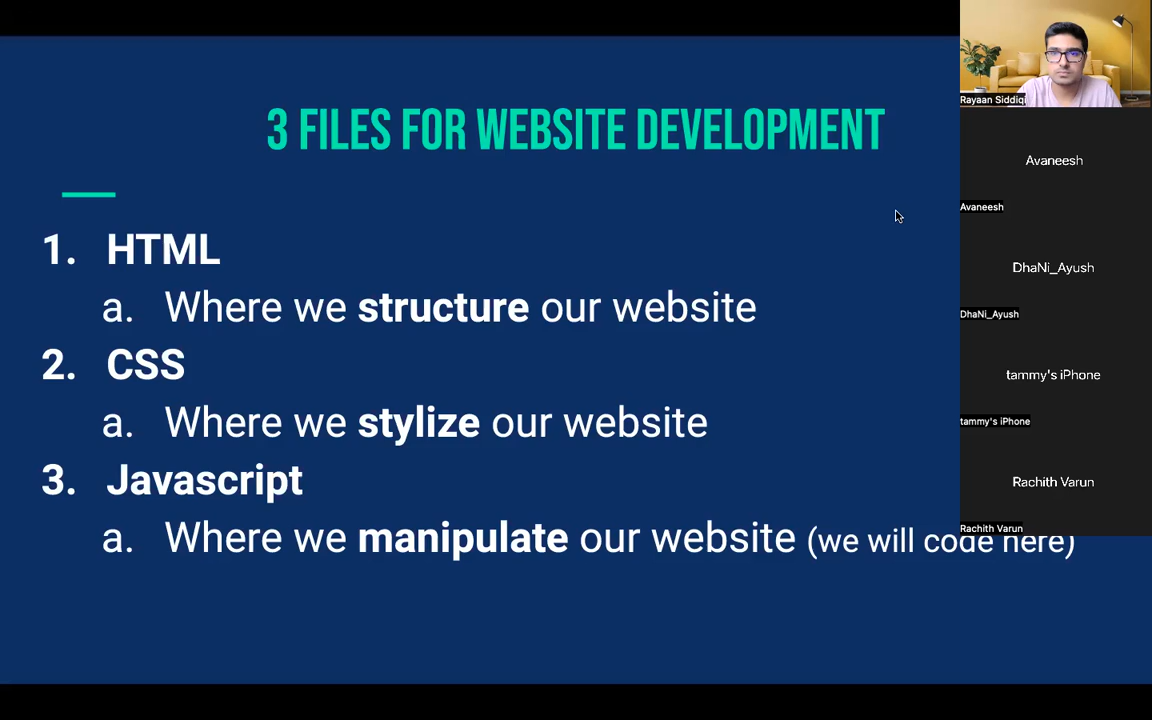 3 FILES FOR WEBSITE DEVELOPMENT
1. HTML
a. Where we structure our website
2. CSS
a. Where we stylize our website
3. Javascript
a. Where we manipulate our website (we will code here)
Rayaan Siddiqi
Avaneesh
Avaneesh
DhaNi_Ayush
DhaNi_Ayush
tammy's iPhone
tammy's iPhone
Rachith Varun
Rachith Varun